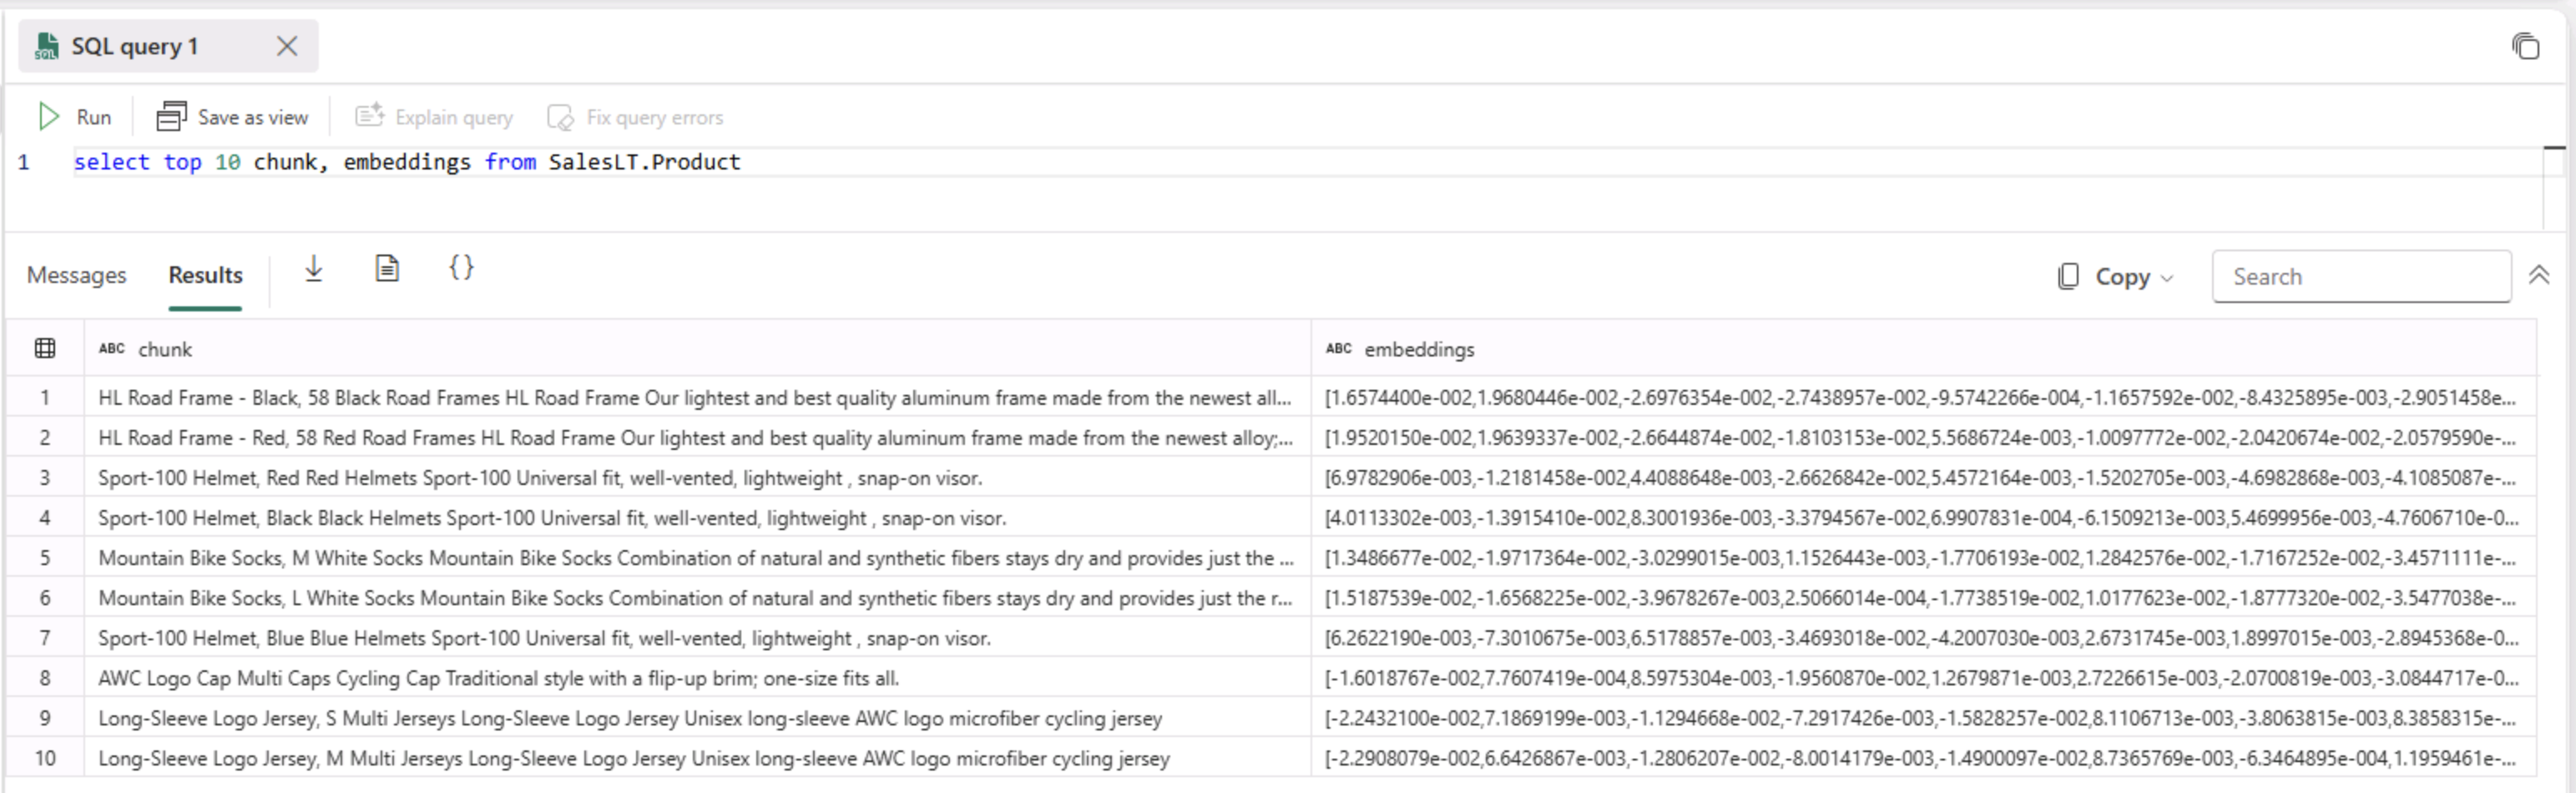 SQL query 1
Run Save as view Explain query Fix query errors
1 select top 10 chunk, embeddings from SalesLT.Product
Messages Results {} Copy Search
ABC chunk ABC embeddings
1 HL Road Frame - Black, 58 Black Road Frames HL Road Frame Our lightest and best quality aluminum frame made from the newest all... [1.6574400e-002,1.9680446e-002,-2.6976354e-002,-2.7438957e-002,-9.5742266e-004,-1.1657592e-002,-8.4325895e-003,-2.9051458e...
2 HL Road Frame - Red, 58 Red Road Frames HL Road Frame Our lightest and best quality aluminum frame made from the newest alloy;... [1.9520150e-002,1.9639337e-002,-2.6644874e-002,-1.8103153e-002,5.5686724e-003,-1.0097772e-002,-2.0420674e-002,-2.0579590e-...
3 Sport-100 Helmet, Red Red Helmets Sport-100 Universal fit, well-vented, lightweight , snap-on visor. [6.9782906e-003,-1.2181458e-002,4.4088648e-003,-2.6626842e-002,5.4572164e-003,-1.5202705e-003,-4.6982868e-003,-4.1085087e-...
4 Sport-100 Helmet, Black Black Helmets Sport-100 Universal fit, well-vented, lightweight , snap-on visor. [4.0113302e-003,-1.3915410e-002,8.3001936e-003,-3.3794567e-002,6.9907831e-004,-6.1509213e-003,5.4699956e-003,-4.7606710e-0...
5 Mountain Bike Socks, M White Socks Mountain Bike Socks Combination of natural and synthetic fibers stays dry and provides just the ... [1.3486677e-002,-1.9717364e-002,-3.0299015e-003,1.1526443e-003,-1.7706193e-002,1.2842576e-002,-1.7167252e-002,-3.4571111e-...
6 Mountain Bike Socks, L White Socks Mountain Bike Socks Combination of natural and synthetic fibers stays dry and provides just the r... [1.5187539e-002,-1.6568225e-002,-3.9678267e-003,2.5066014e-004,-1.7738519e-002,1.0177623e-002,-1.8777320e-002,-3.5477038e-...
7 Sport-100 Helmet, Blue Blue Helmets Sport-100 Universal fit, well-vented, lightweight , snap-on visor. [6.2622190e-003,-7.3010675e-003,6.5178857e-003,-3.4693018e-002,-4.2007030e-003,2.6731745e-003,1.8997015e-003,-2.8945368e-0...
8 AWC Logo Cap Multi Caps Cycling Cap Traditional style with a flip-up brim; one-size fits all. [-1.6018767e-002,7.7607419e-004,8.5975304e-003,-1.9560870e-002,1.2679871e-003,2.7226615e-003,-2.0700819e-003,-3.0844717e-0...
9 Long-Sleeve Logo Jersey, S Multi Jerseys Long-Sleeve Logo Jersey Unisex long-sleeve AWC logo microfiber cycling jersey [-2.2432100e-002,7.1869199e-003,-1.1294668e-002,-7.2917426e-003,-1.5828257e-002,8.1106713e-003,-3.8063815e-003,8.3858315e-...
10 Long-Sleeve Logo Jersey, M Multi Jerseys Long-Sleeve Logo Jersey Unisex long-sleeve AWC logo microfiber cycling jersey [-2.2908079e-002,6.6426867e-003,-1.2806207e-002,-8.0014179e-003,-1.4900097e-002,8.7365769e-003,-6.3464895e-004,1.1959461e-...